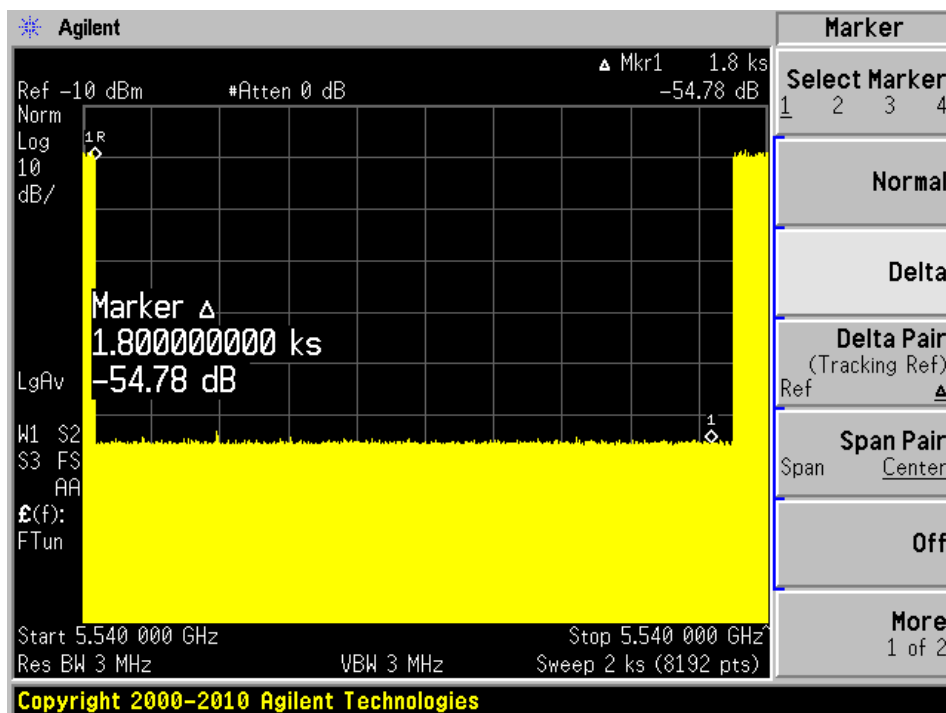 Agilent
Marker
Δ Mkr1 1.8 ks
Ref -10 dBm #Atten 0 dB -54.78 dB
Norm
Log
10
dB/
1R
Marker Δ
1.800000000 ks
-54.78 dB
LgAv
1
W1 S2
S3 FS
AA
£(f):
FTun
Start 5.540 000 GHz Stop 5.540 000 GHz^
Res BW 3 MHz VBW 3 MHz Sweep 2 ks (8192 pts)
Copyright 2000-2010 Agilent Technologies
Select Marker
1 2 3 4
Normal
Delta
Delta Pair
(Tracking Ref)
Ref Δ
Span Pair
Span Center
Off
More
1 of 2